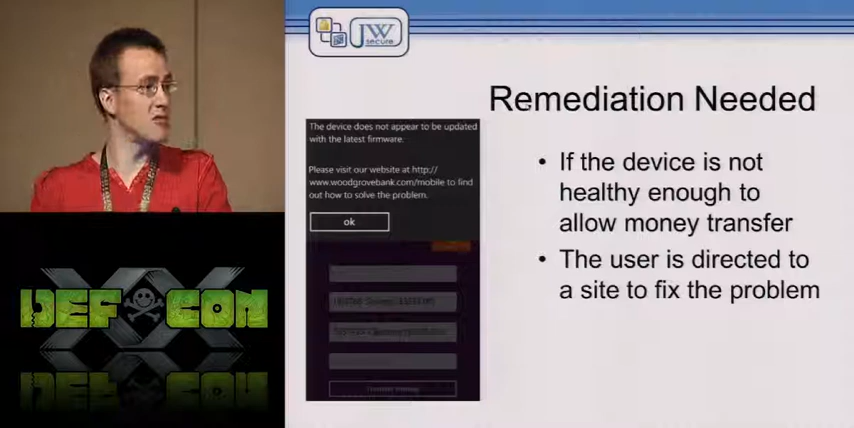 JW
secure
Remediation Needed
The device does not appear to be updated
with the latest firmware.
Please visit our website at http://
www.woodgrovebank.com/mobile to find
out how to solve the problem.
ok
• If the device is not
healthy enough to
allow money transfer
• The user is directed to
a site to fix the problem
DEF CON
XX